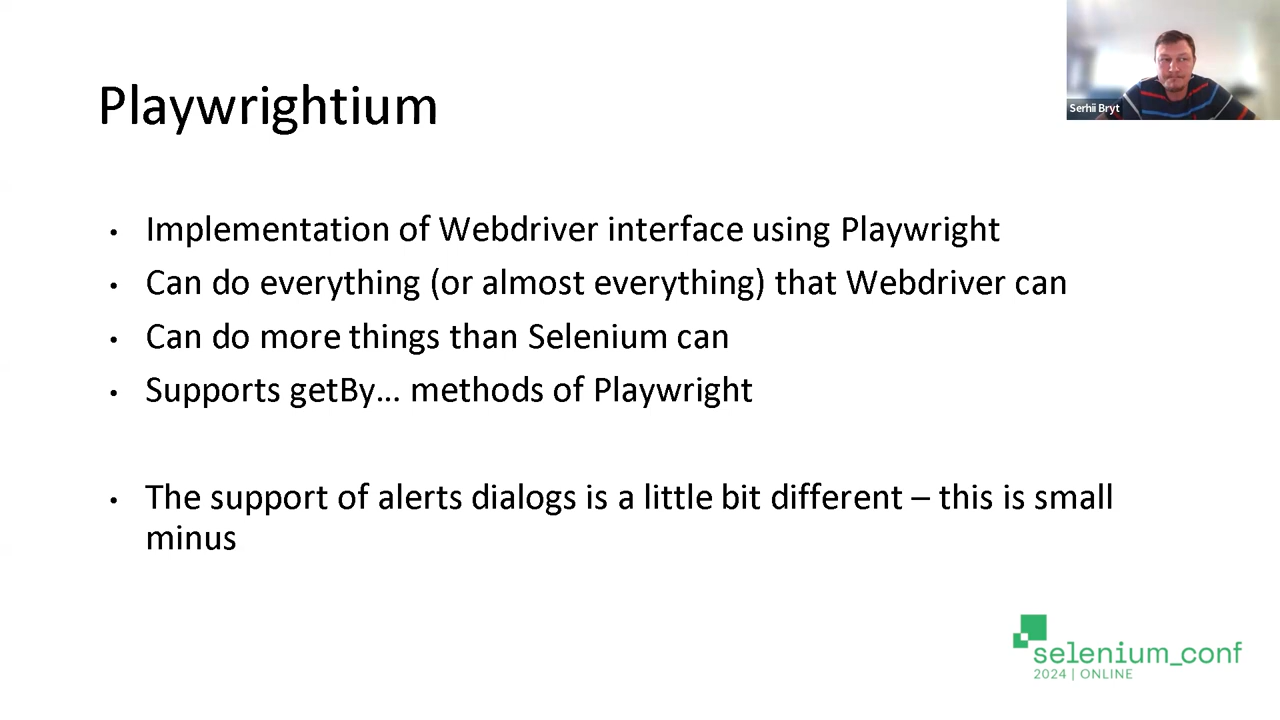 Playwrightium
Serhii Bryt
• Implementation of Webdriver interface using Playwright
• Can do everything (or almost everything) that Webdriver can
• Can do more things than Selenium can
• Supports getBy... methods of Playwright
• The support of alerts dialogs is a little bit different – this is small
minus
selenium_conf
2024 | ONLINE